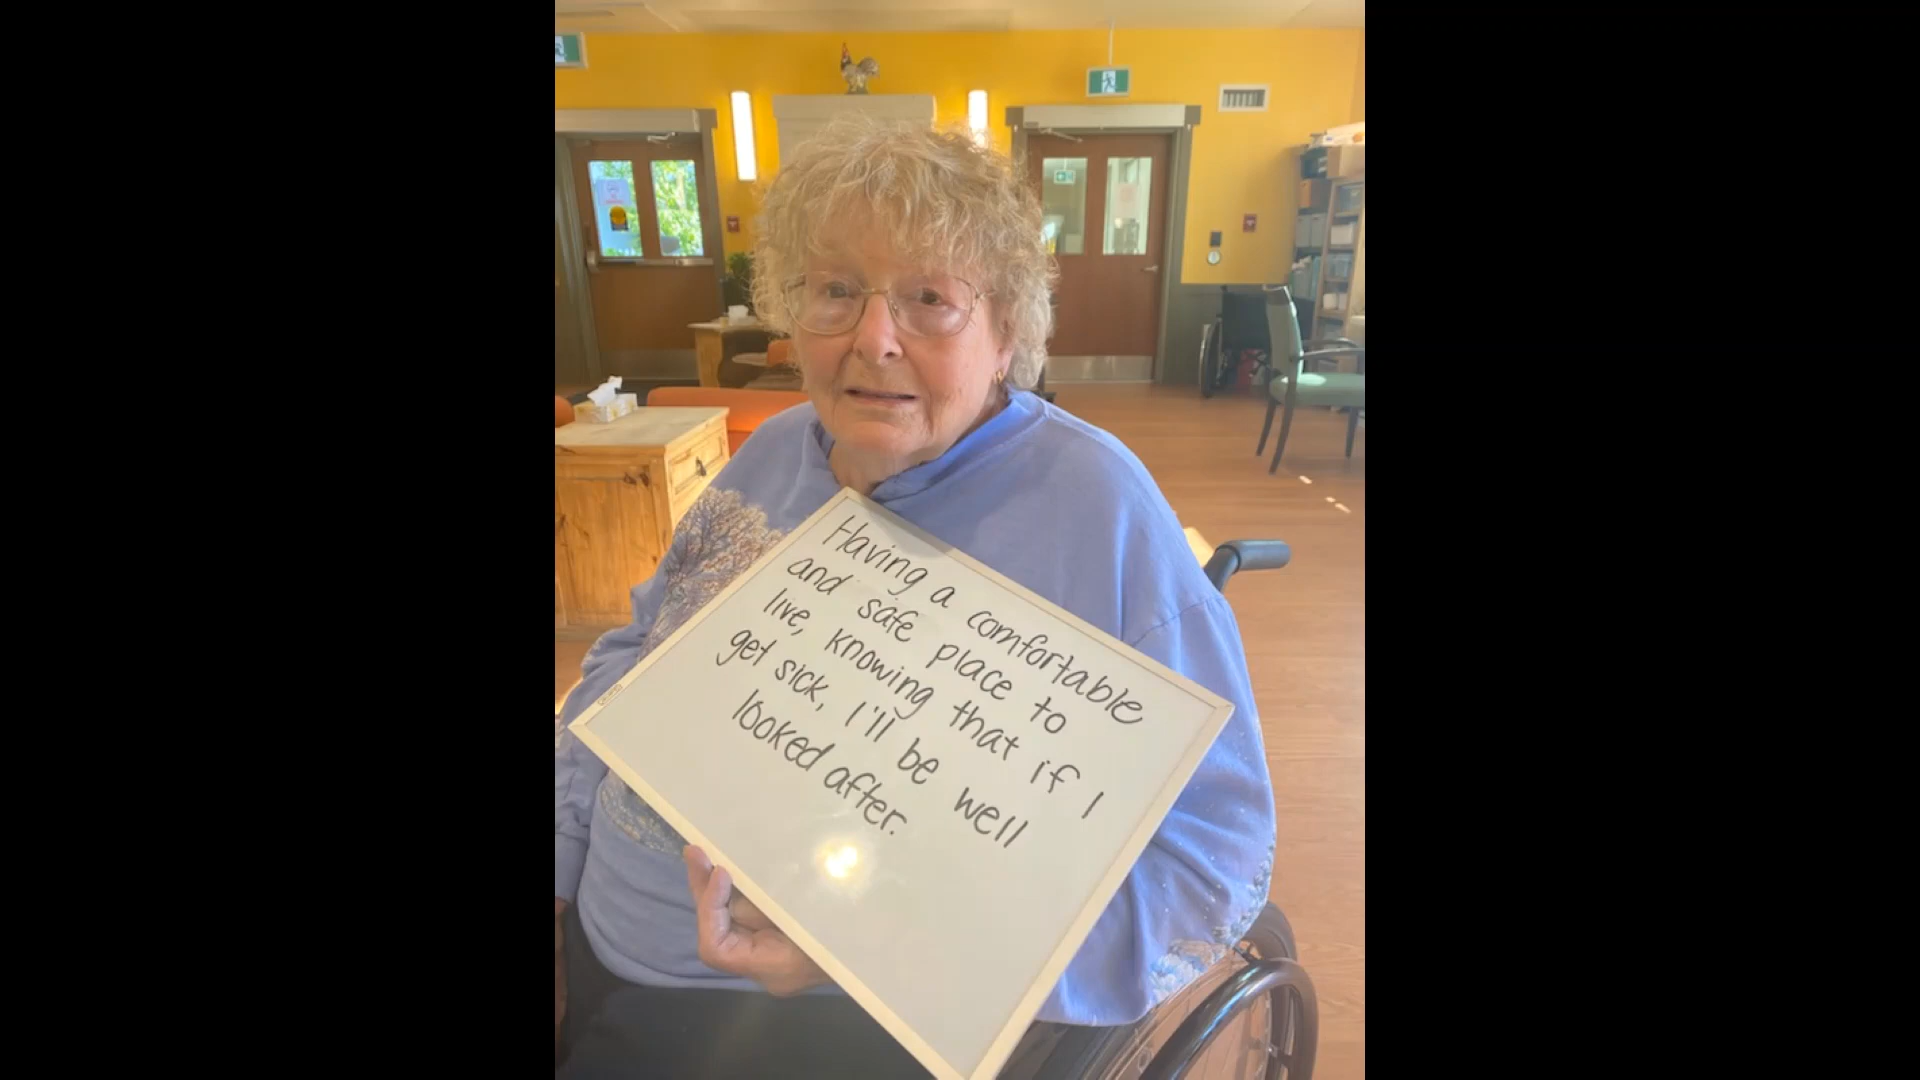 Having a comfortable
and safe place to
live, knowing that if I
get sick, I'll be well
looked after.